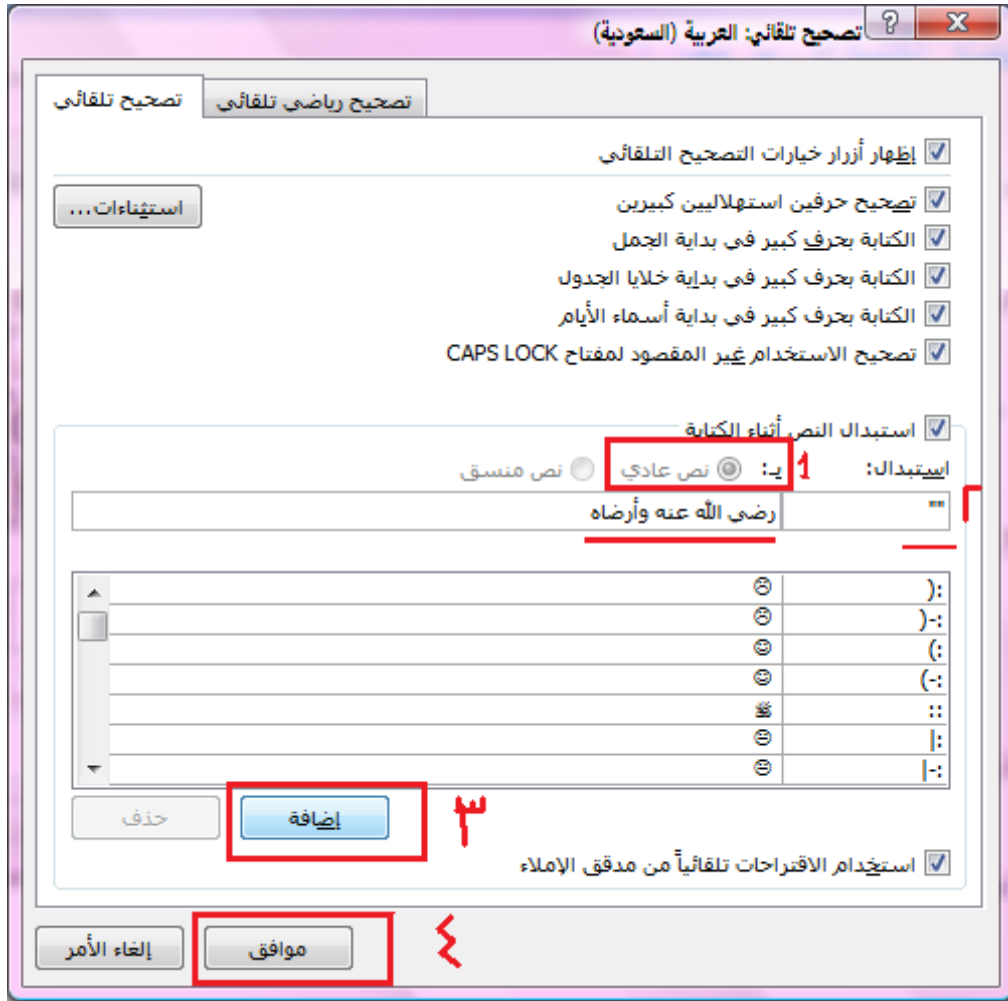 تصحيح تلقائي: العربية (السعودية)
تصحيح تلقائي
تصحيح رياضي تلقائي
إظهار أزرار خيارات التصحيح التلقائي
تصحيح حرفين استهلاليين كبيرين
استثناءات...
الكتابة بحرف كبير في بداية الجمل
الكتابة بحرف كبير في بداية خلايا الجدول
الكتابة بحرف كبير في بداية أسماء الأيام
تصحيح الاستخدام غير المقصود لمفتاح CAPS LOCK
استبدال النص أثناء الكتابة
استبدال: 1 بـ: نص عادي نص منسق
٢ "" رضي الله عنه وأرضاه
:( ☹
:-( ☹
:) ☺
:-) ☺
::
:| 😐
:-| 😐
٣ إضافة حذف
استخدام الاقتراحات تلقائياً من مدقق الإملاء
٤ موافق إلغاء الأمر